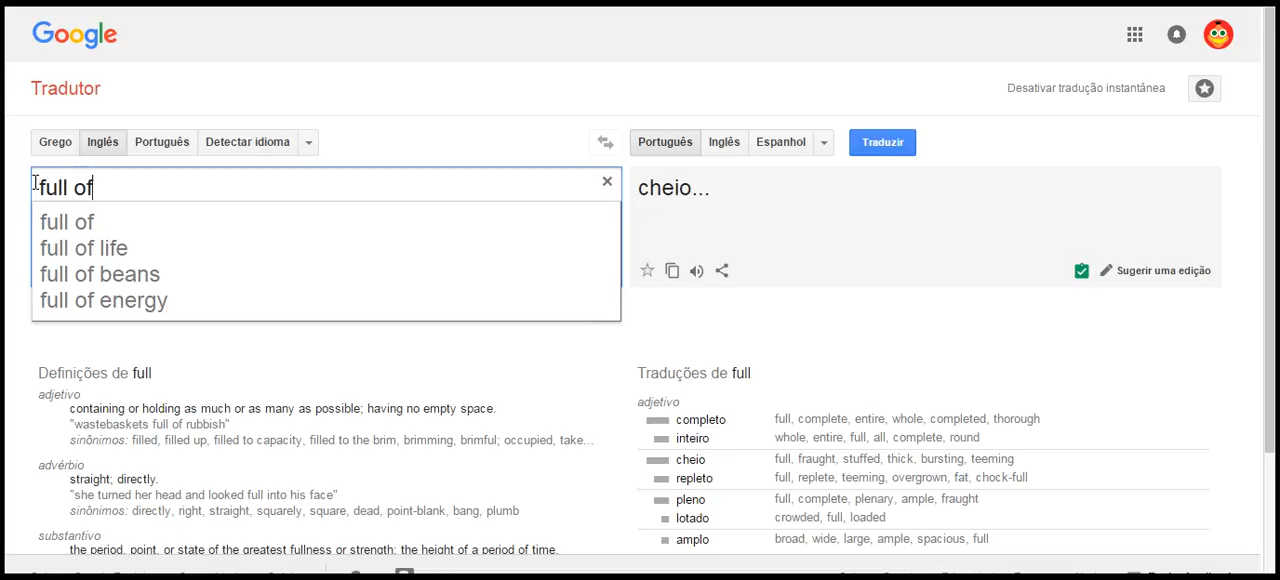 Google
Tradutor
Desativar tradução instantânea
Grego Inglês Português Detectar idioma
Português Inglês Espanhol Traduzir
full of
cheio...
full of
full of life
full of beans
full of energy
Sugerir uma edição
Definições de full
adjetivo
containing or holding as much or as many as possible; having no empty space.
"wastebaskets full of rubbish"
sinônimos: filled, filled up, filled to capacity, filled to the brim, brimming, brimful; occupied, take...
advérbio
straight; directly.
"she turned her head and looked full into his face"
sinônimos: directly, right, straight, squarely, square, dead, point-blank, bang, plumb
substantivo
the period, point, or state of the greatest fullness or strength; the height of a period of time.
Traduções de full
adjetivo
completo full, complete, entire, whole, completed, thorough
inteiro whole, entire, full, all, complete, round
cheio full, fraught, stuffed, thick, bursting, teeming
repleto full, replete, teeming, overgrown, fat, chock-full
pleno full, complete, plenary, ample, fraught
lotado crowded, full, loaded
amplo broad, wide, large, ample, spacious, full